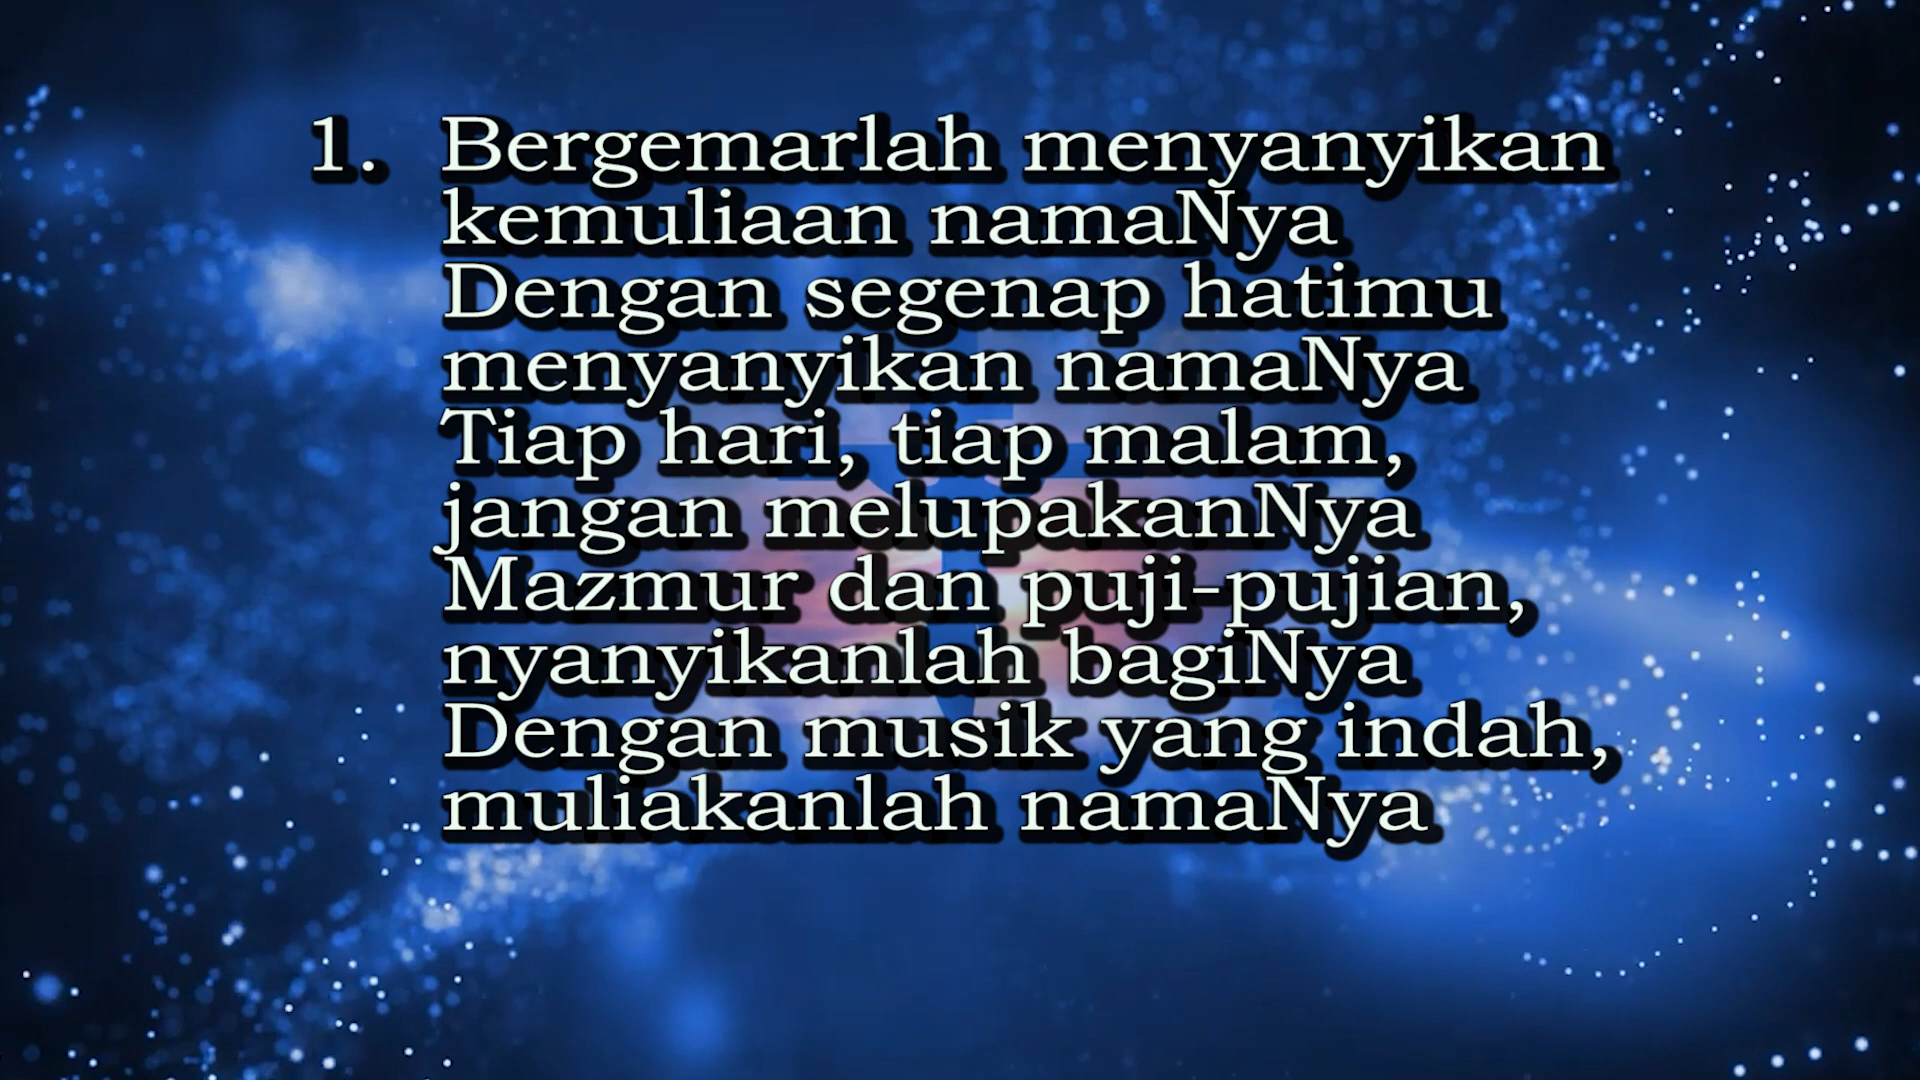 1. Bergemarlah menyanyikan
kemuliaan namaNya
Dengan segenap hatimu
menyanyikan namaNya
Tiap hari, tiap malam,
jangan melupakanNya
Mazmur dan puji-pujian,
nyanyikanlah bagiNya
Dengan musik yang indah,
muliakanlah namaNya